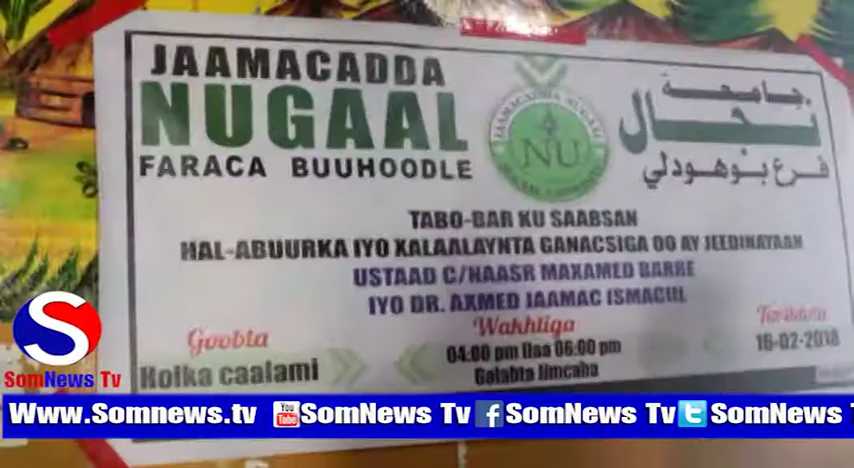 JAAMACADDA
NUGAAL
FARACA BUUHOODLE
JAAMACADDA NUGAAL
NU
جامعة
نجال
فرع بوهودلي
TABO-BAR KU SAABSAN
HAL-ABUURKA IYO XALAALAYNTA GANACSIGA OO AY JEEDINAYAAN
USTAAD C/NAASR MAXAMED BARRE
IYO DR. AXMED JAAMAC ISMACIIL
Goobta
Holka caalami
Wakhtiga
04:00 pm Ilaa 06:00 pm
Galabta Jimcaha
Tariikhda
16-02-2018
S
SomNews Tv
Www.Somnews.tv
You Tube
SomNews Tv
f
SomNews Tv
SomNews T